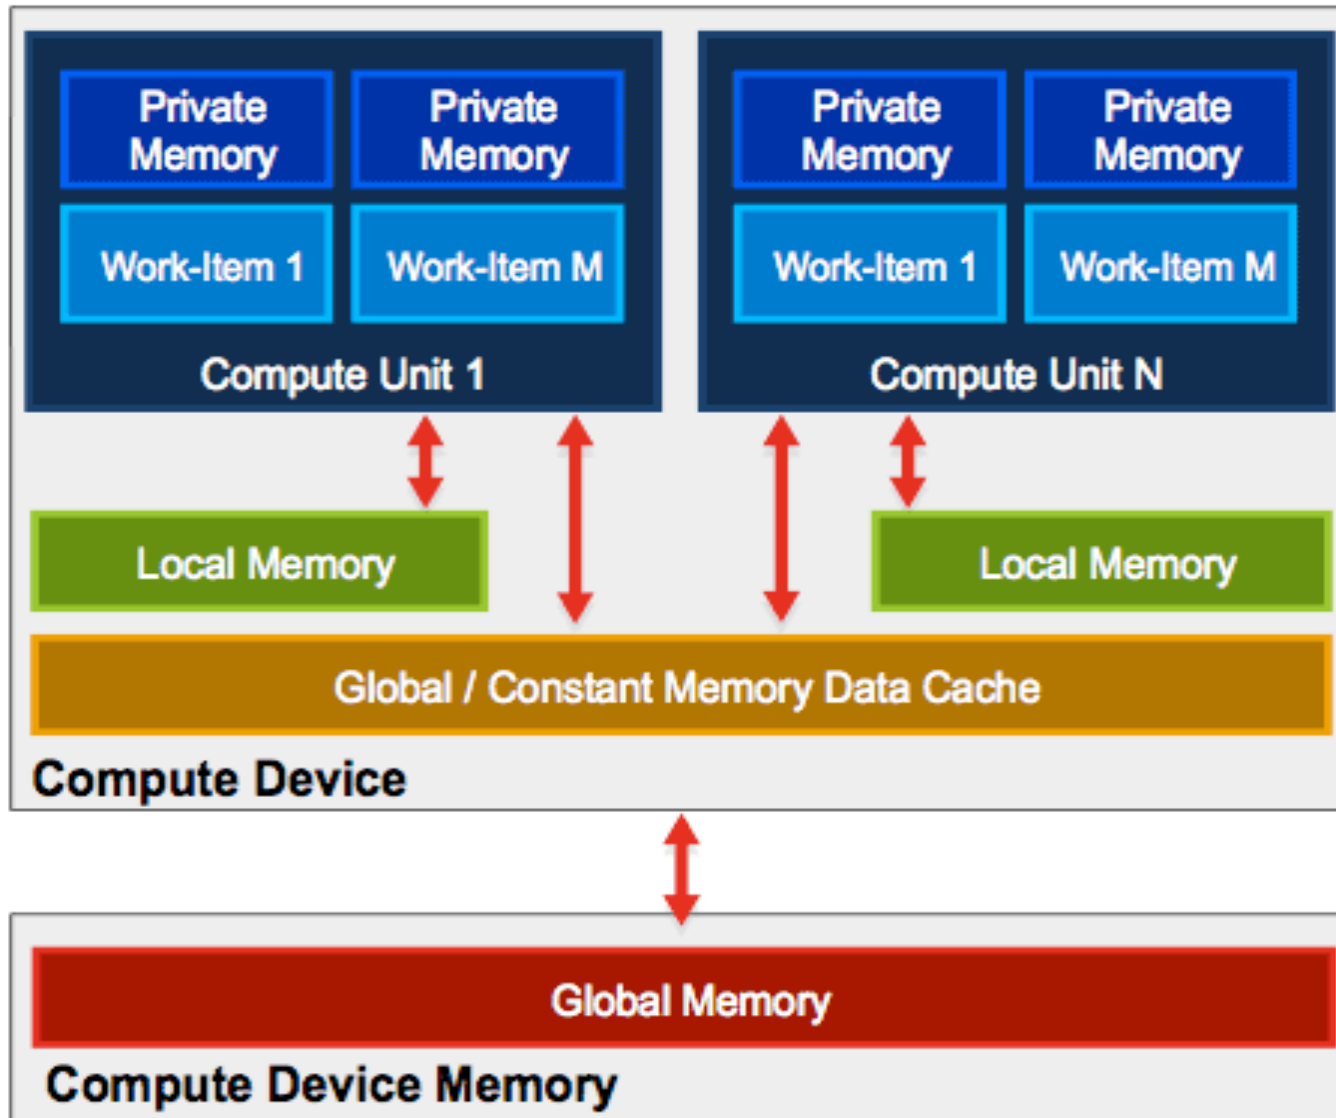 Private
Memory
Private
Memory
Private
Memory
Private
Memory
Work-Item 1
Work-Item M
Work-Item 1
Work-Item M
Compute Unit 1
Compute Unit N
Local Memory
Local Memory
Global / Constant Memory Data Cache
Compute Device
Global Memory
Compute Device Memory